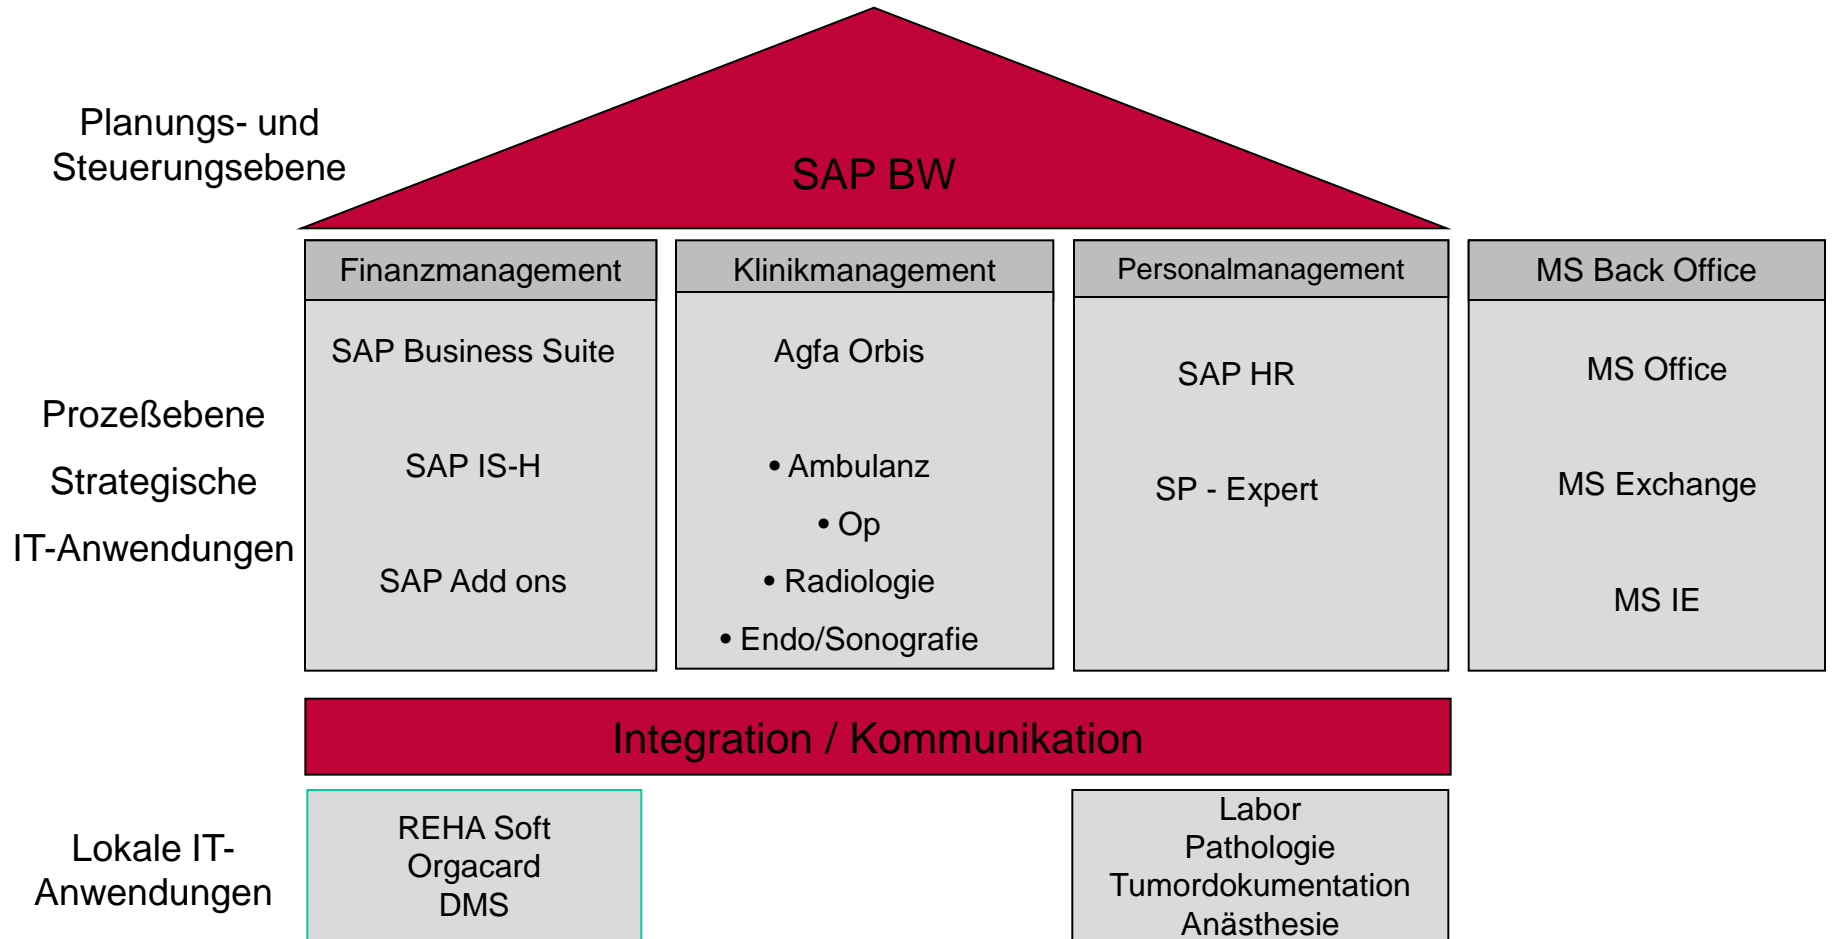 Planungs- und
Steuerungsebene
SAP BW
Finanzmanagement
Klinikmanagement
Personalmanagement
MS Back Office
Prozeßebene
Strategische
IT-Anwendungen
SAP Business Suite
SAP IS-H
SAP Add ons
Agfa Orbis
• Ambulanz
• Op
• Radiologie
• Endo/Sonografie
SAP HR
SP - Expert
MS Office
MS Exchange
MS IE
Integration / Kommunikation
Lokale IT-
Anwendungen
REHA Soft
Orgacard
DMS
Labor
Pathologie
Tumordokumentation
Anästhesie